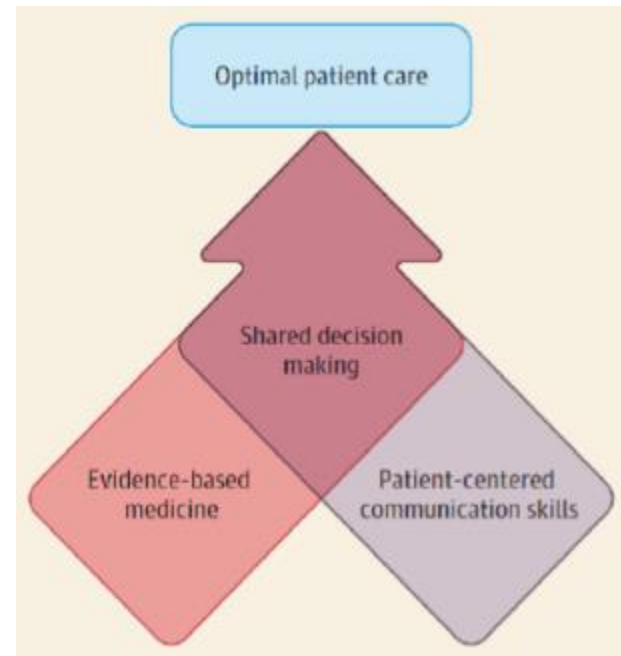 Optimal patient care
Shared decision
making
Evidence-based
medicine
Patient-centered
communication skills